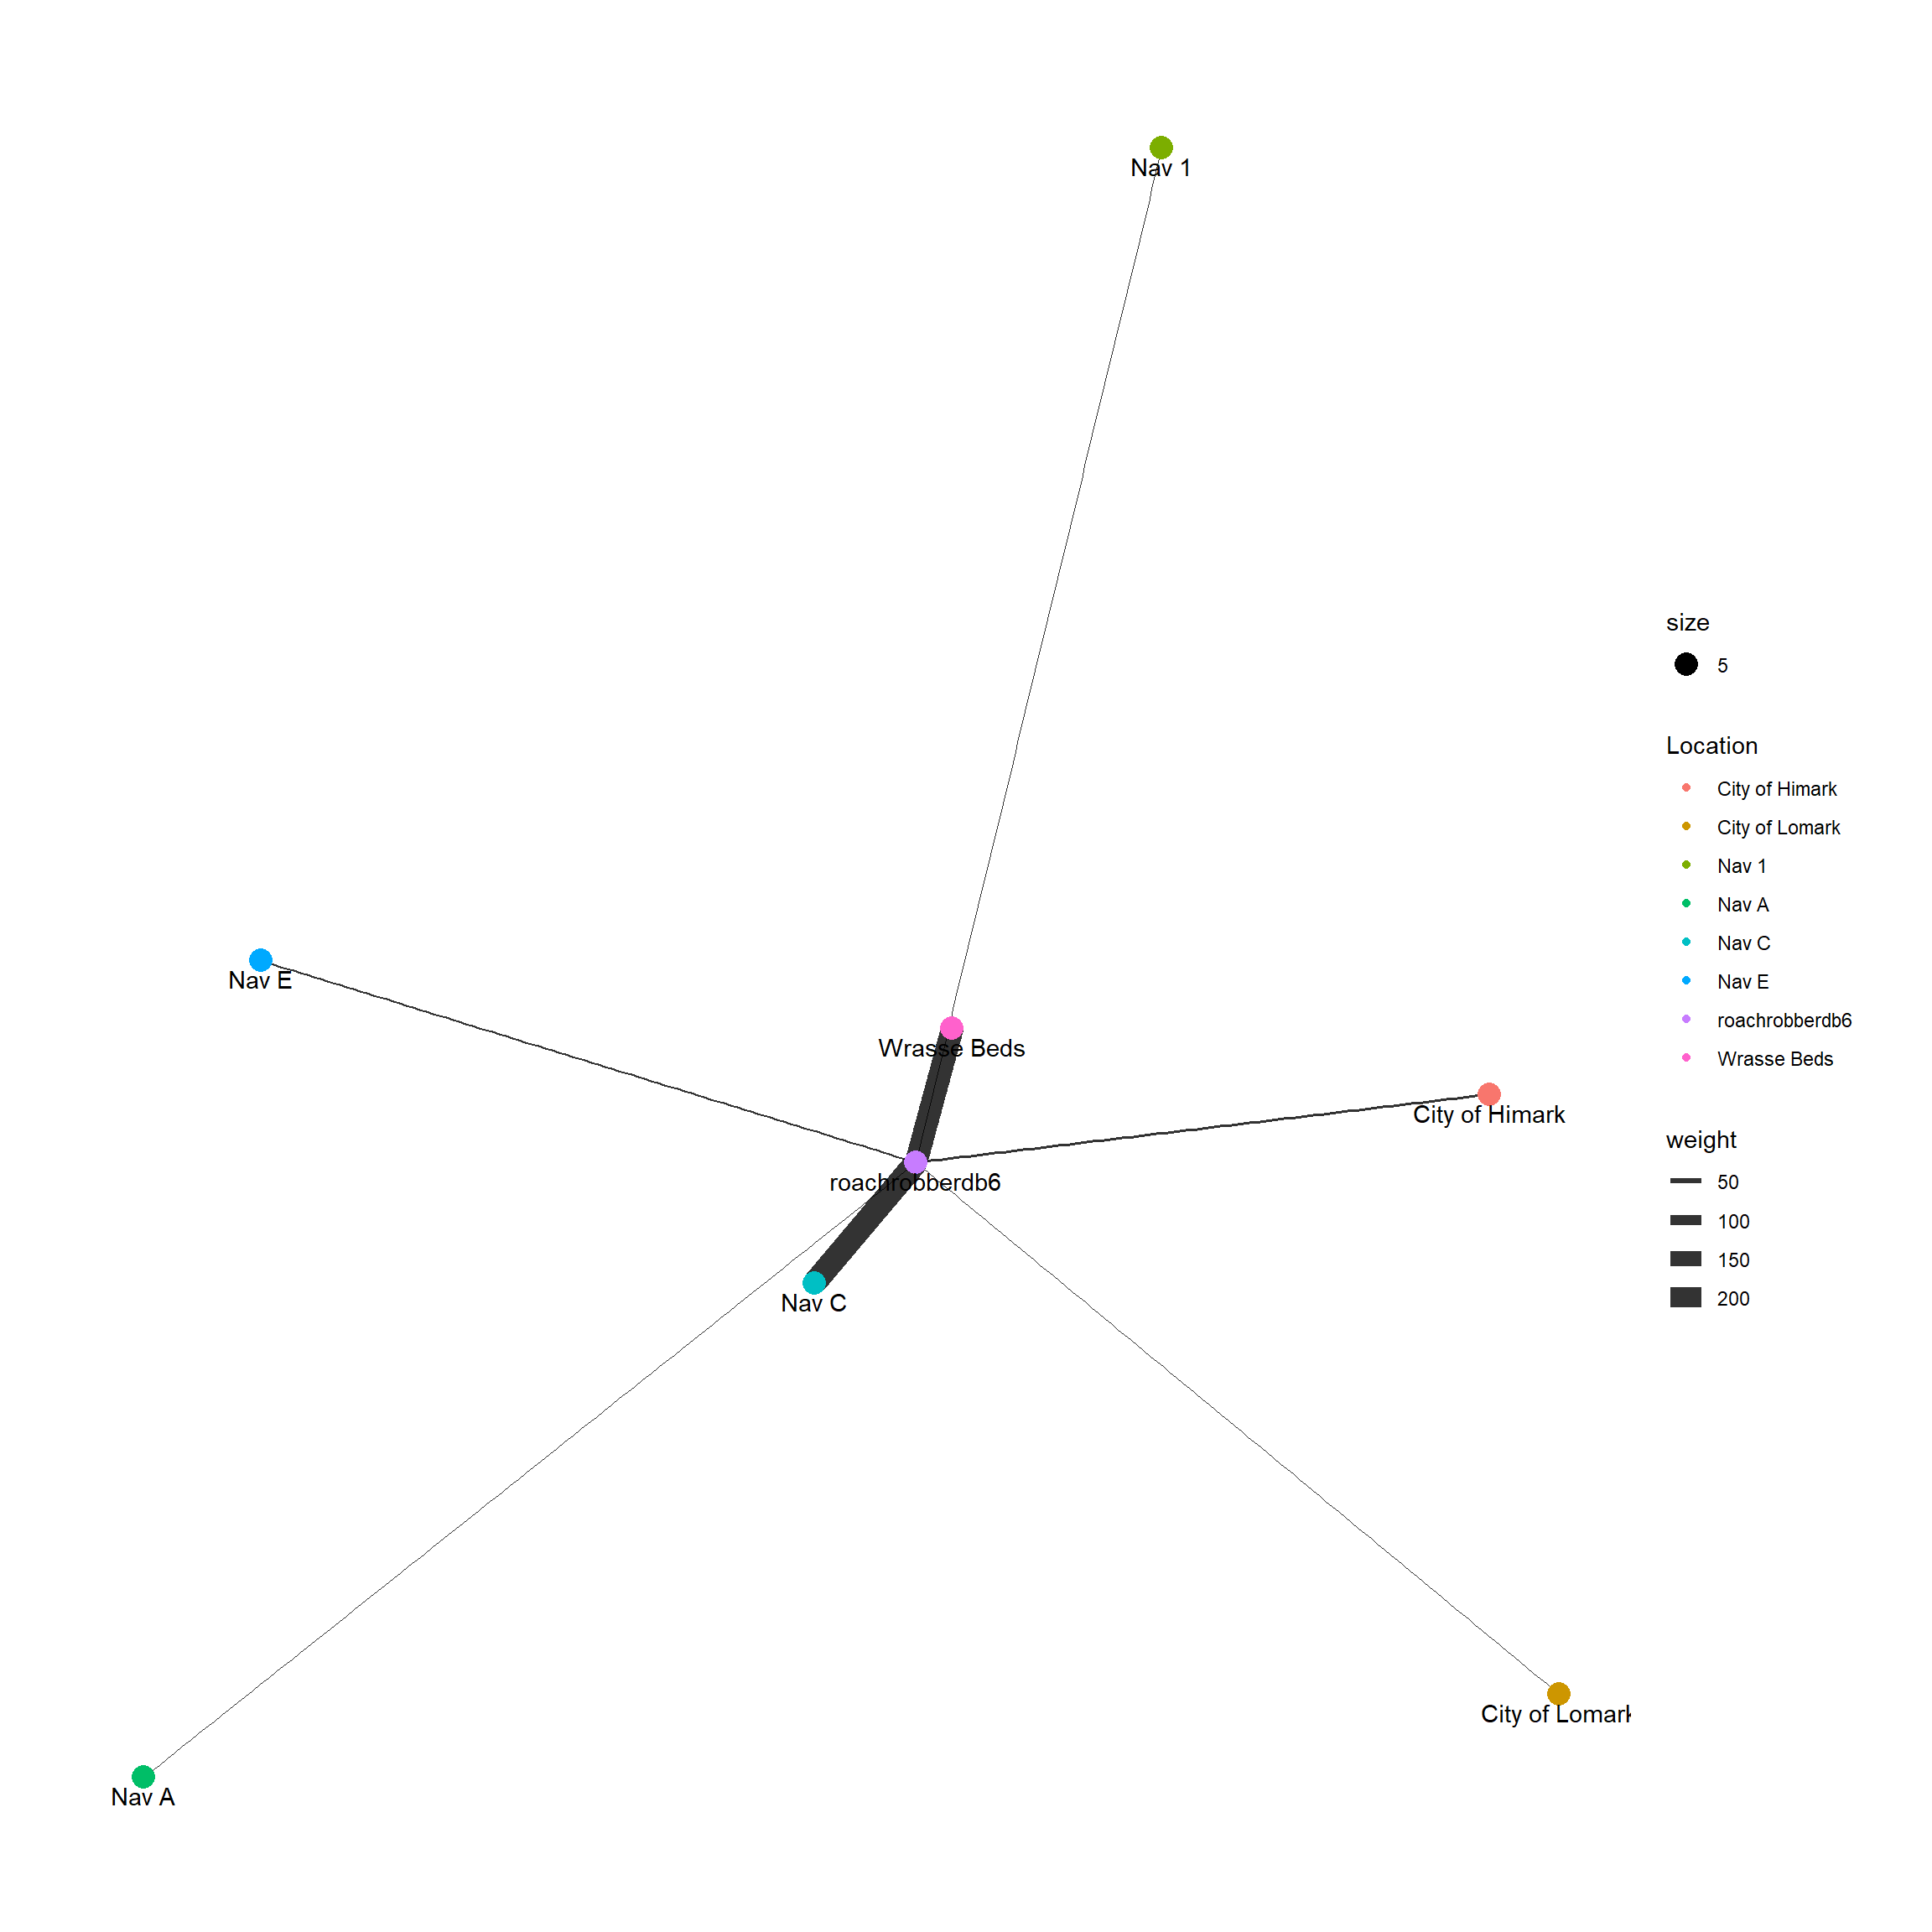 Nav 1
Nav E
Wrasse Beds
City of Himark
roachrobberdb6
Nav C
City of Lomark
Nav A
size
5
Location
City of Himark
City of Lomark
Nav 1
Nav A
Nav C
Nav E
roachrobberdb6
Wrasse Beds
weight
50
100
150
200